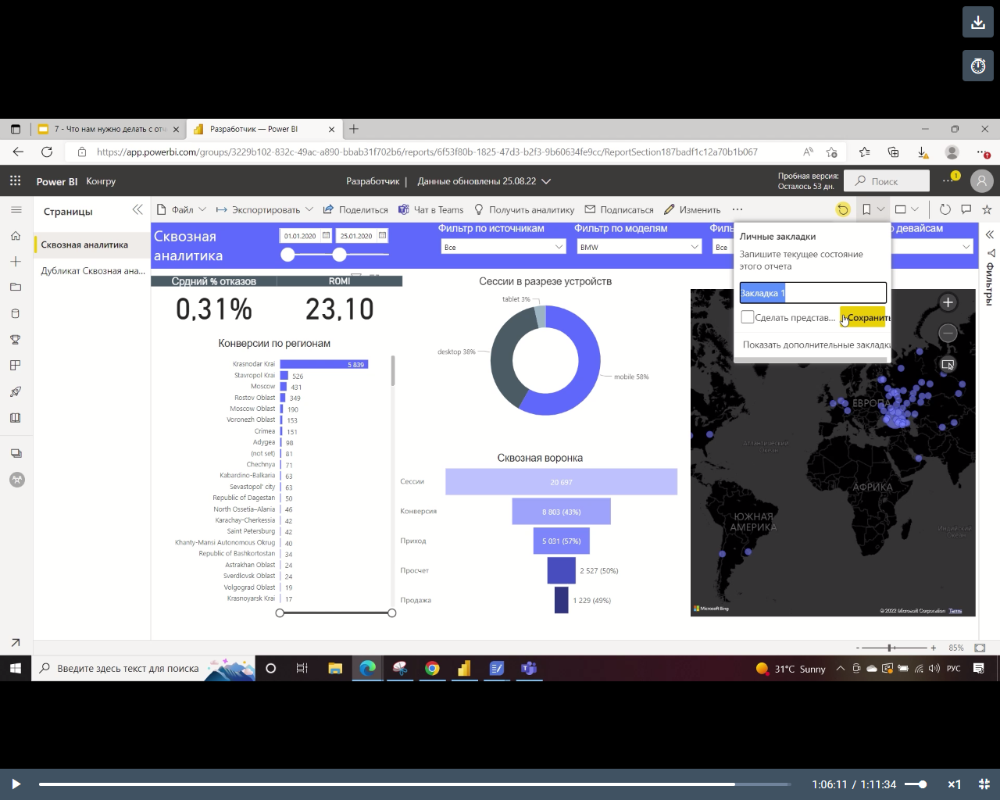 7 - Что нам нужно делать с отч
Разработчик — Power BI
https://app.powerbi.com/groups/3229b102-832c-49ac-a890-bbab31f702b6/reports/6f53f80b-1825-47d3-b2f3-9b60634fe9cc/ReportSection187badf1c12a70b1b067
Power BI Конгру
Разработчик | Данные обновлены 25.08.22
Пробная версия:
Осталось 53 дн.
Поиск
1
Страницы
Файл Экспортировать Поделиться Чат в Teams Получить аналитику Подписаться Изменить ...
Сквозная аналитика
Дубликат Сквозная ана...
Сквозная
аналитика
01.01.2020 25.01.2020
Фильтр по источникам
Все
Фильтр по моделям
BMW
Филь
Все
о девайсам
Фильтры
Личные закладки
Запишите текущее состояние
этого отчета
Закладка 1
Сделать представ... Сохранить
Показать дополнительные закладки
Срдний % отказов ROMI
0,31% 23,10
Конверсии по регионам
Krasnodar Krai 5 839
Stavropol Krai 526
Moscow 431
Rostov Oblast 349
Moscow Oblast 190
Voronezh Oblast 153
Crimea 151
Adygea 98
(not set) 81
Chechnya 71
Kabardino-Balkaria 63
Sevastopol' city 63
Republic of Dagestan 50
North Ossetia–Alania 46
Karachay-Cherkessia 42
Saint Petersburg 42
Khanty-Mansi Autonomous Okrug 40
Republic of Bashkortostan 34
Astrakhan Oblast 24
Sverdlovsk Oblast 24
Volgograd Oblast 19
Krasnoyarsk Krai 17
Сессии в разрезе устройств
tablet 3%
desktop 38%
mobile 58%
Сквозная воронка
Сессии 20 697
Конверсия 8 803 (43%)
Приход 5 031 (57%)
Просчет 2 527 (50%)
Продажа 1 229 (49%)
ЕВРОПА
Атлантический
Океан
АФРИКА
ЮЖНАЯ
АМЕРИКА
Индийский
Океан
Microsoft Bing
© 2022 Microsoft Corporation Terms
- + 85%
Введите здесь текст для поиска
31°C Sunny
РУС
1:06:11 / 1:11:34
×1